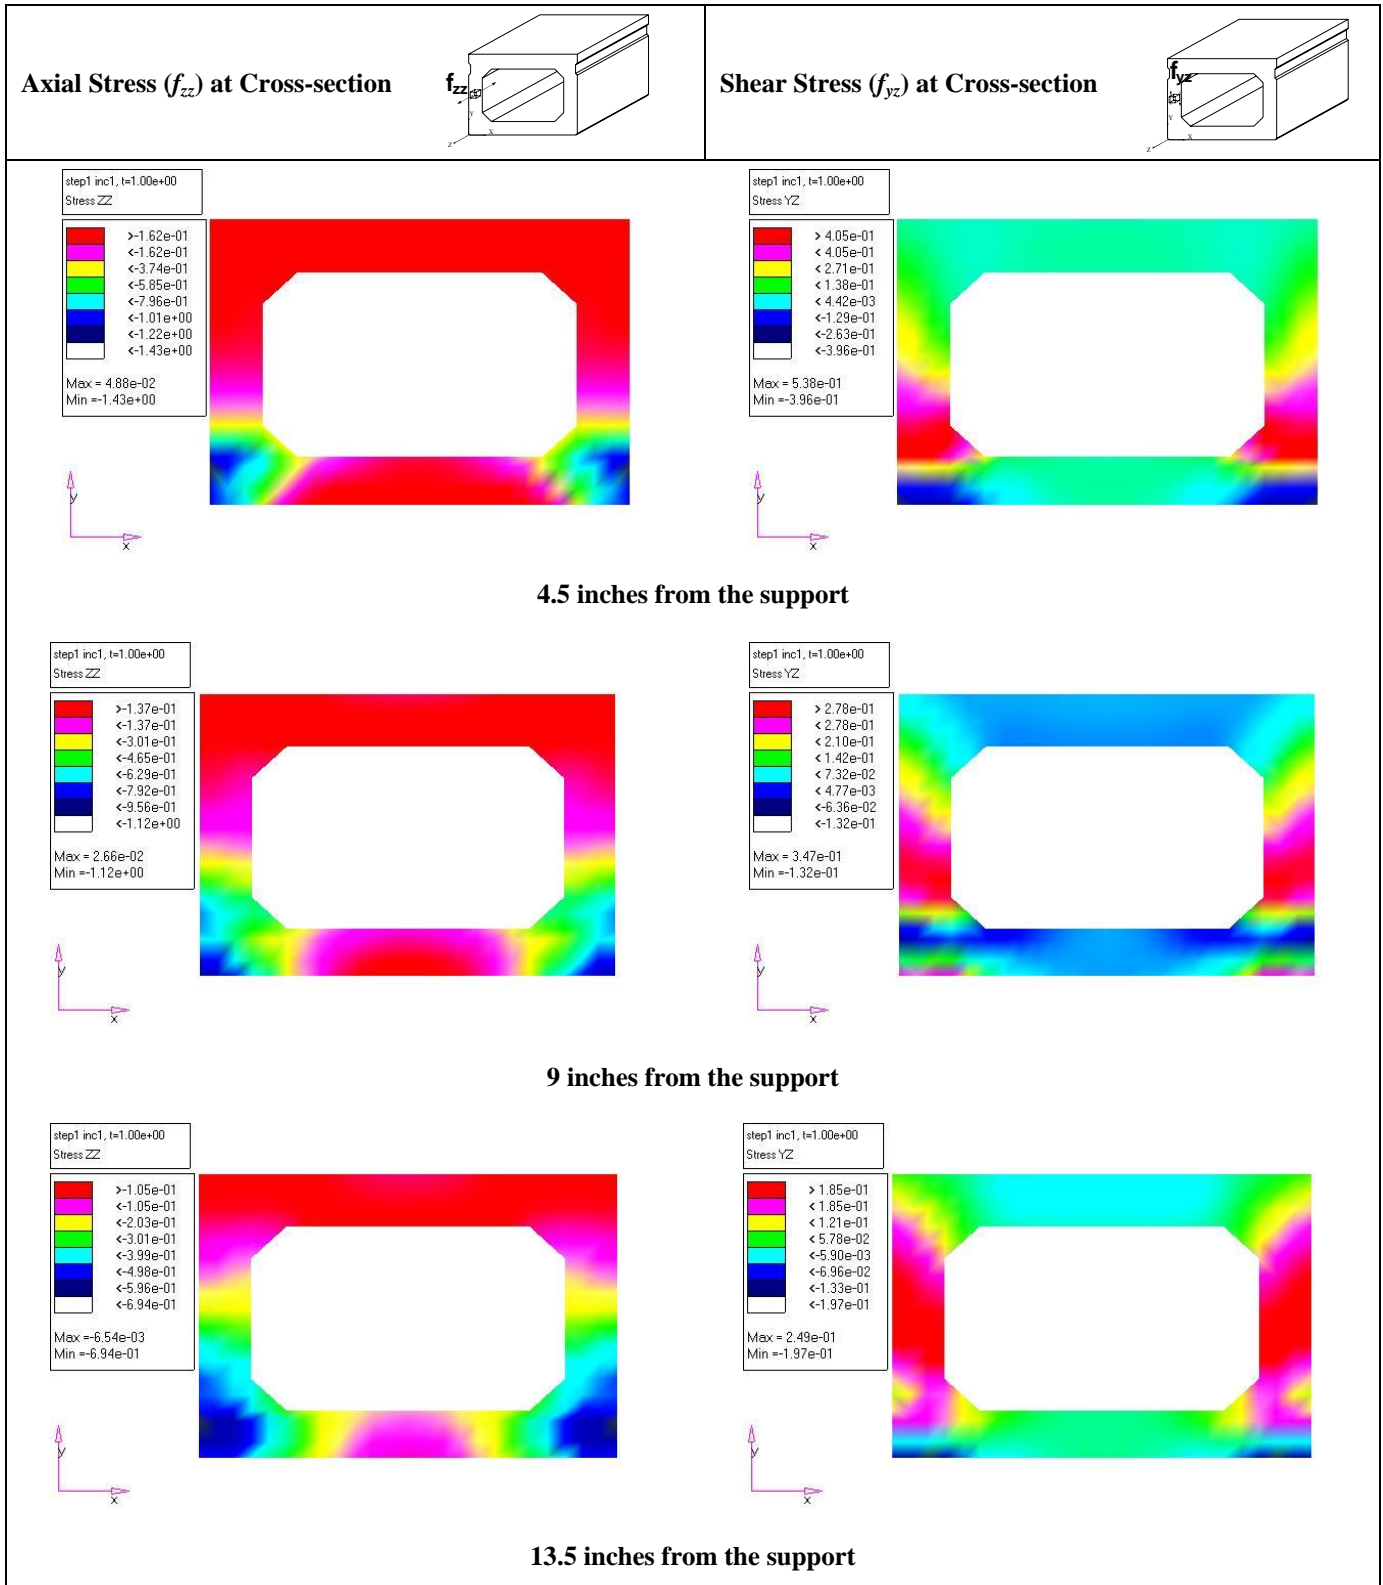 Axial Stress (fzz) at Cross-section
fzz
Y
X
Z
Shear Stress (fyz) at Cross-section
fyz
Y
X
Z
step1 inc1, t=1.00e+00
Stress ZZ
>-1.62e-01
<-1.62e-01
<-3.74e-01
<-5.85e-01
<-7.96e-01
<-1.01e+00
<-1.22e+00
<-1.43e+00
Max = 4.88e-02
Min =-1.43e+00
y
x
step1 inc1, t=1.00e+00
Stress YZ
> 4.05e-01
< 4.05e-01
< 2.71e-01
< 1.38e-01
< 4.42e-03
<-1.29e-01
<-2.63e-01
<-3.96e-01
Max = 5.38e-01
Min =-3.96e-01
y
x
4.5 inches from the support
step1 inc1, t=1.00e+00
Stress ZZ
>-1.37e-01
<-1.37e-01
<-3.01e-01
<-4.65e-01
<-6.29e-01
<-7.92e-01
<-9.56e-01
<-1.12e+00
Max = 2.66e-02
Min =-1.12e+00
y
x
step1 inc1, t=1.00e+00
Stress YZ
> 2.78e-01
< 2.78e-01
< 2.10e-01
< 1.42e-01
< 7.32e-02
< 4.77e-03
<-6.36e-02
<-1.32e-01
Max = 3.47e-01
Min =-1.32e-01
y
x
9 inches from the support
step1 inc1, t=1.00e+00
Stress ZZ
>-1.05e-01
<-1.05e-01
<-2.03e-01
<-3.01e-01
<-3.99e-01
<-4.98e-01
<-5.96e-01
<-6.94e-01
Max =-6.54e-03
Min =-6.94e-01
y
x
step1 inc1, t=1.00e+00
Stress YZ
> 1.85e-01
< 1.85e-01
< 1.21e-01
< 5.78e-02
<-5.90e-03
<-6.96e-02
<-1.33e-01
<-1.97e-01
Max = 2.49e-01
Min =-1.97e-01
y
x
13.5 inches from the support